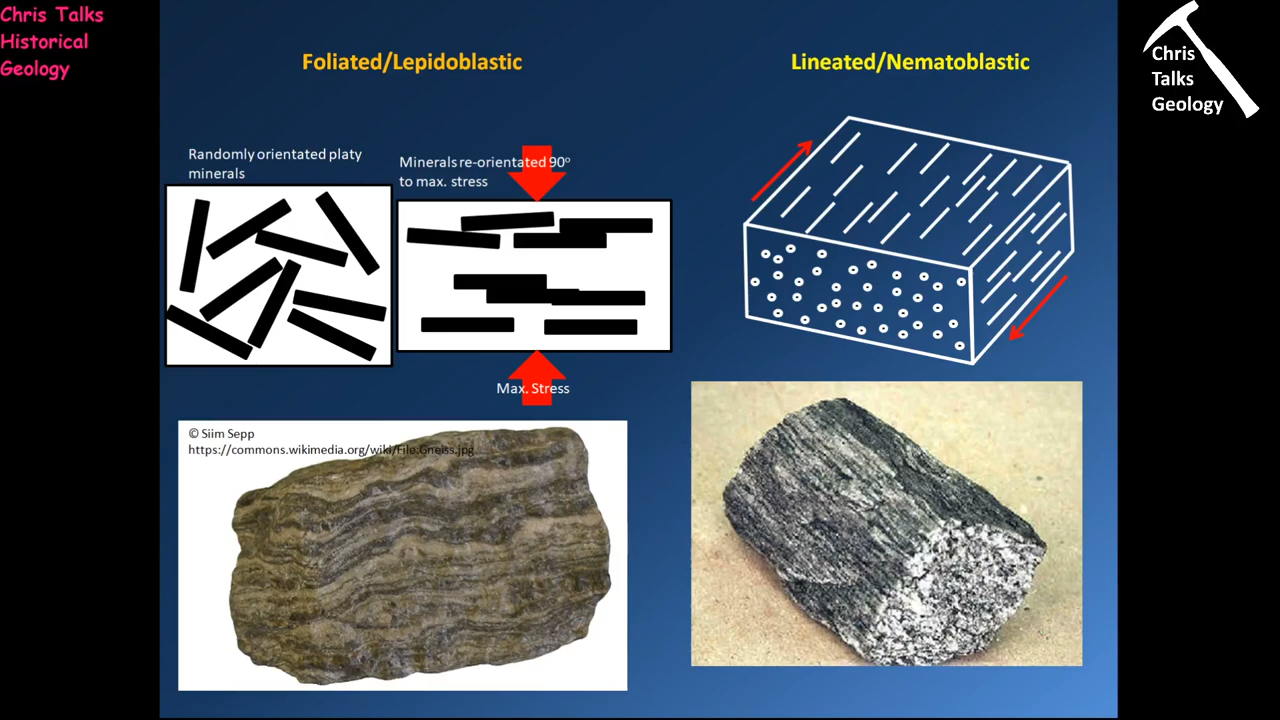 Chris Talks
Historical
Geology
Chris
Talks
Geology
Foliated/Lepidoblastic
Lineated/Nematoblastic
Randomly orientated platy
minerals
Minerals re-orientated 90º
to max. stress
Max. Stress
© Siim Sepp
https://commons.wikimedia.org/wiki/File:Gneiss.jpg